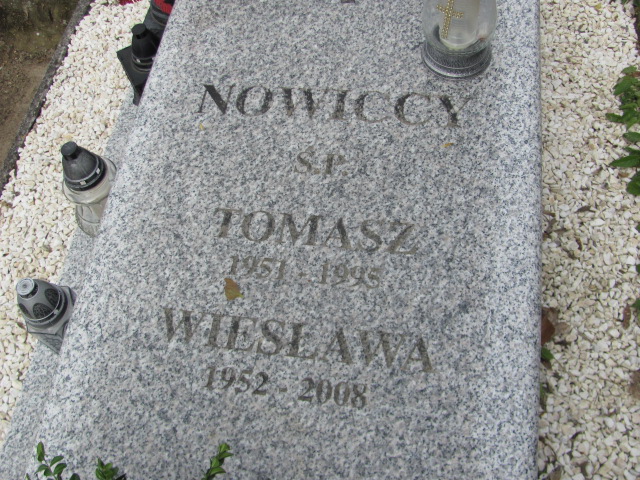 NOWICCY
Ś.P
TOMASZ
1951 - 1995
WIESŁAWA
1952 - 2008